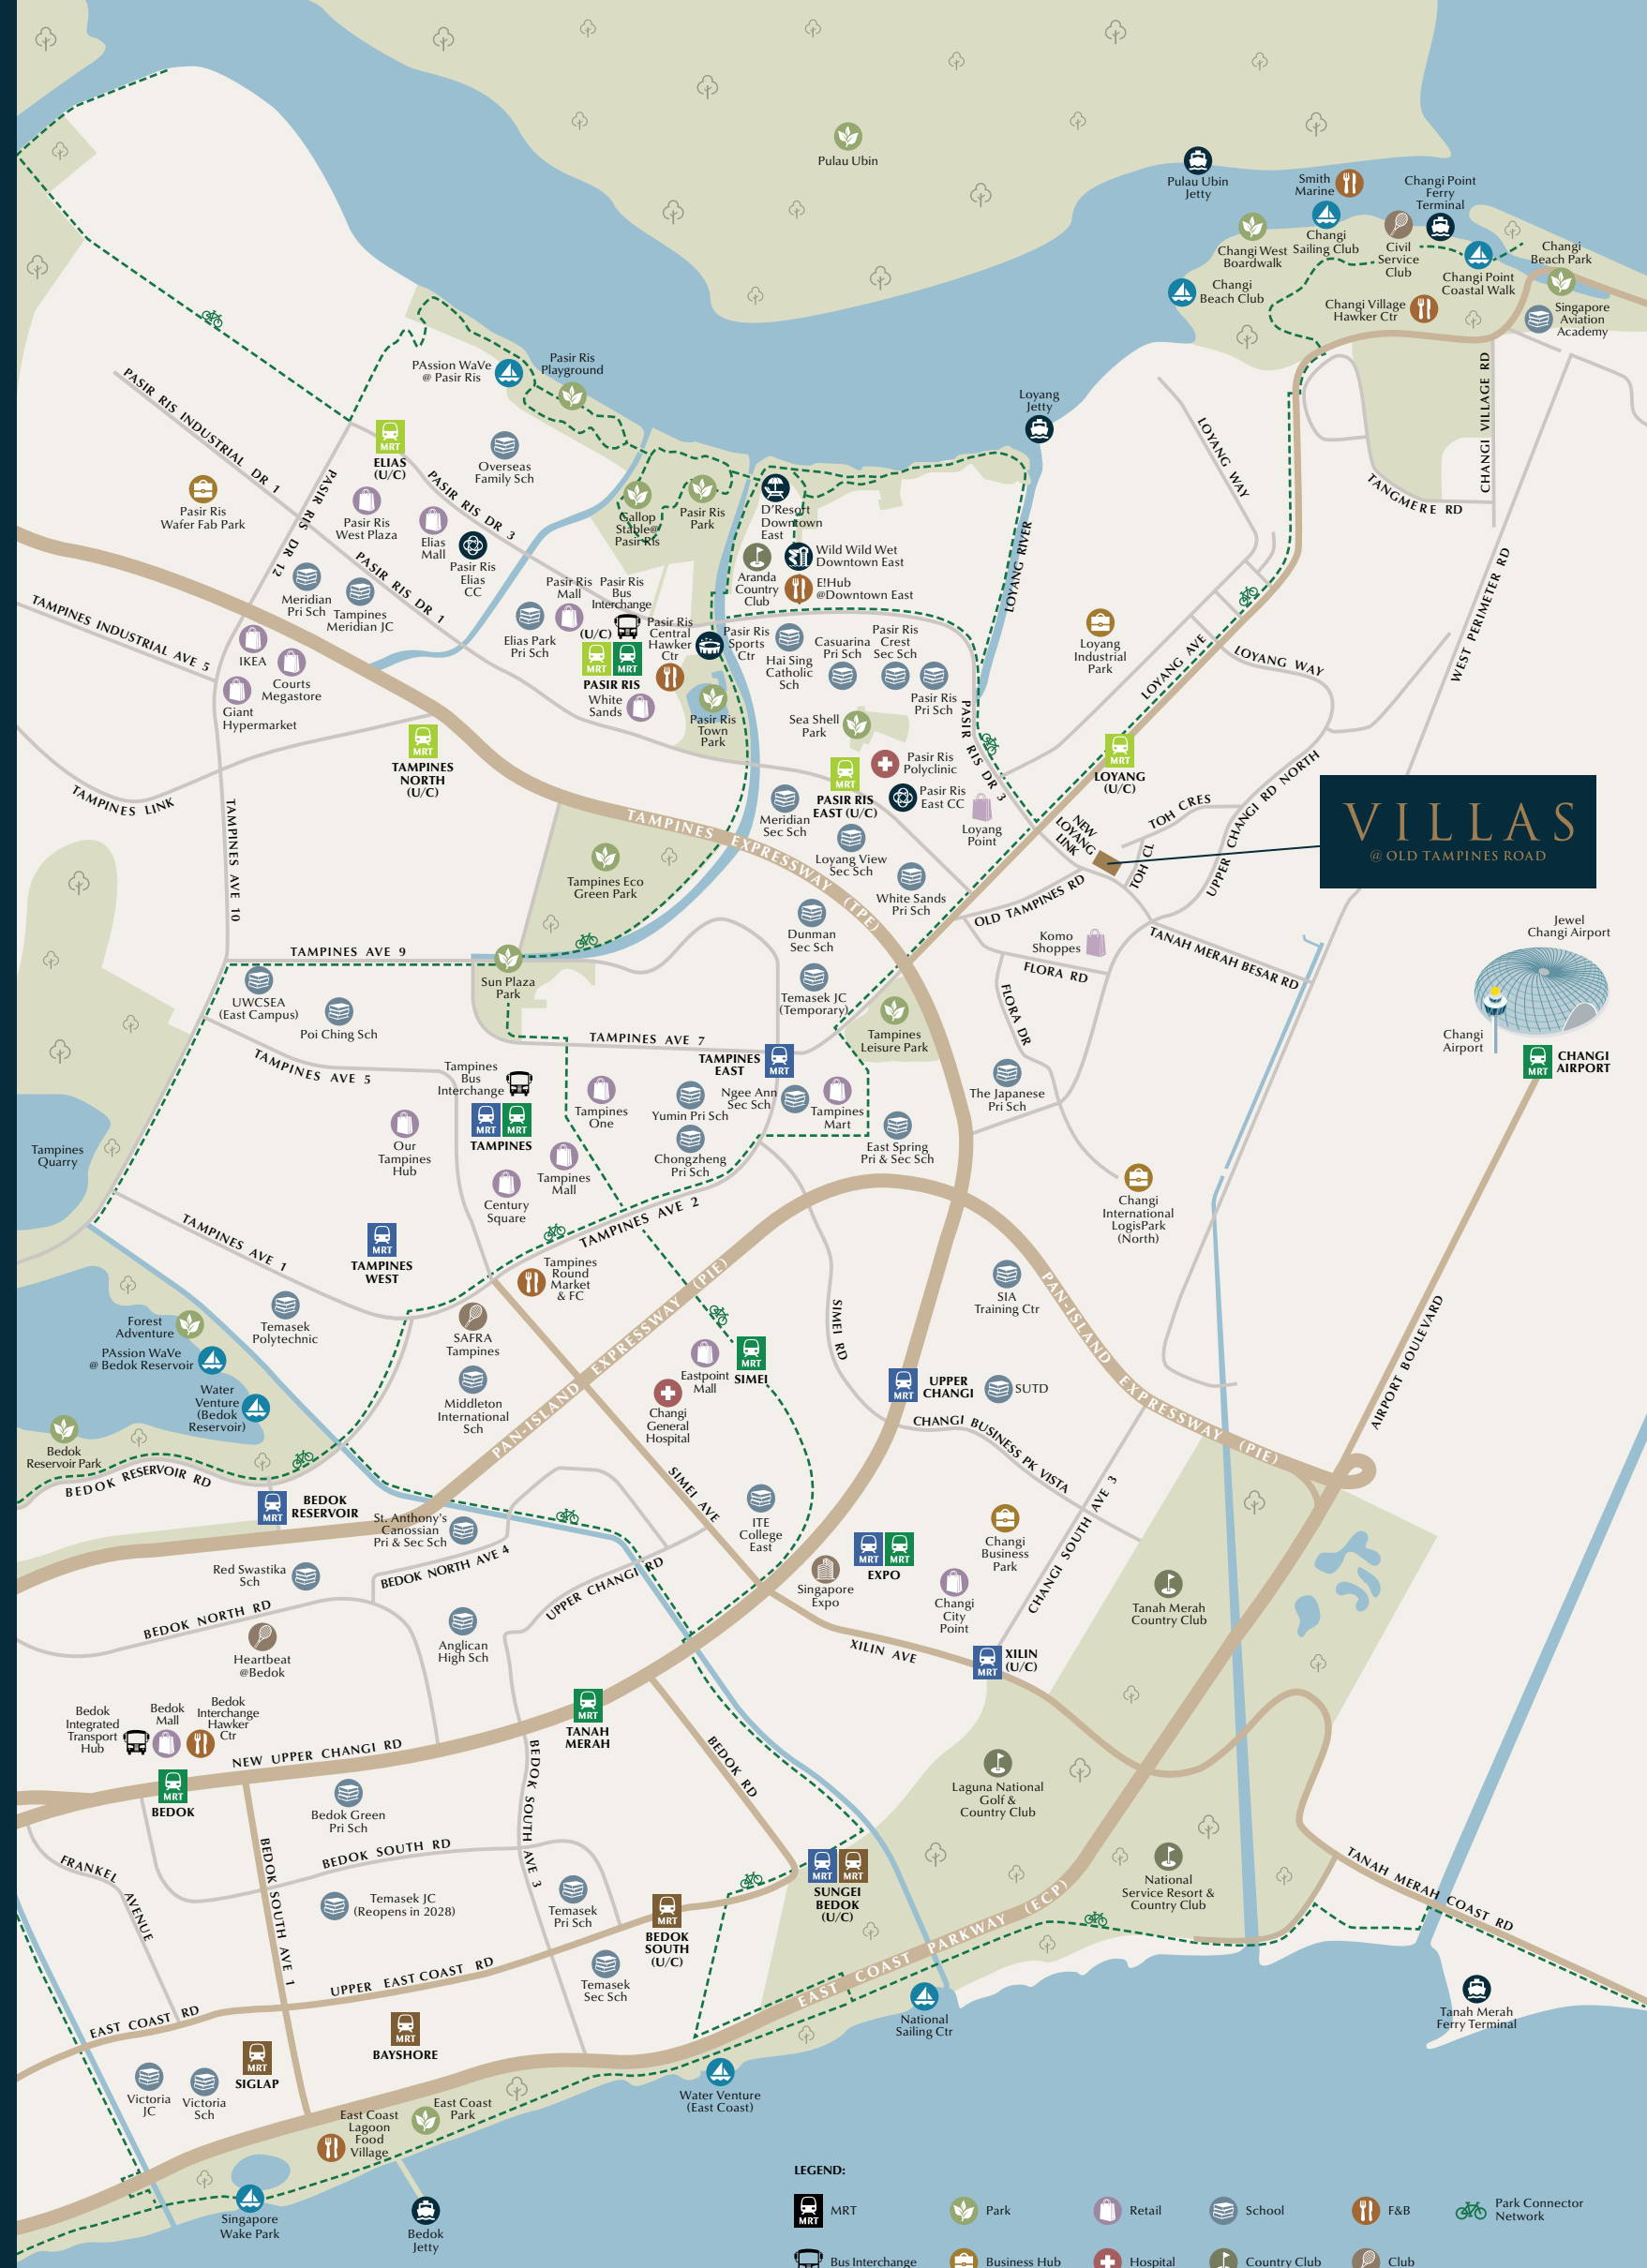 Pulau Ubin
Pulau Ubin
Jetty
Smith
Marine
Changi Point
Ferry
Terminal
Changi West
Boardwalk
Changi
Sailing Club
Civil
Service
Club
Changi Point
Coastal Walk
Changi
Beach Park
Changi
Beach Club
Changi Village
Hawker Ctr
Singapore
Aviation
Academy
PAssion WaVe
@ Pasir Ris
Pasir Ris
Playground
Loyang
Jetty
PASIR RIS INDUSTRIAL DR 1
ELIAS
(U/C)
Overseas
Family Sch
LOYANG WAY
CHANGI VILLAGE RD
TANGMERE RD
Pasir Ris
Wafer Fab Park
PASIR RIS DR 12
Pasir Ris
West Plaza
Elias
Mall
PASIR RIS DR 3
Pasir Ris
Elias
CC
Gallop
Stable@
Pasir Ris
Pasir Ris
Park
D'Resort
Downtown
East
Wild Wild Wet
Downtown East
Aranda
Country
Club
E!Hub
@Downtown East
LOYANG RIVER
WEST PERIMETER RD
Meridian
Pri Sch
Tampines
Meridian JC
PASIR RIS DR 1
TAMPINES INDUSTRIAL AVE 5
IKEA
Courts
Megastore
Giant
Hypermarket
Elias Park
Pri Sch
Pasir Ris
Mall
Pasir Ris
Bus
Interchange
(U/C)
PASIR RIS
Pasir Ris
Central
Hawker
Ctr
Pasir Ris
Sports
Ctr
White
Sands
Pasir Ris
Town
Park
Hai Sing
Catholic
Sch
Casuarina
Pri Sch
Pasir Ris
Crest
Sec Sch
Pasir Ris
Pri Sch
Sea Shell
Park
PASIR RIS DR 3
Loyang
Industrial
Park
LOYANG AVE
LOYANG WAY
TAMPINES
NORTH
(U/C)
TAMPINES LINK
TAMPINES AVE 10
Pasir Ris
Polyclinic
PASIR RIS
EAST (U/C)
Pasir Ris
East CC
Loyang
Point
LOYANG
(U/C)
NEW
LOYANG
LINK
TOH CRES
TOH CL
UPPER CHANGI RD NORTH
VILLAS
@ OLD TAMPINES ROAD
Meridian
Sec Sch
Loyang View
Sec Sch
White Sands
Pri Sch
TAMPINES EXPRESSWAY (TPE)
Tampines Eco
Green Park
OLD TAMPINES RD
Dunman
Sec Sch
Komo
Shoppes
FLORA RD
TANAH MERAH BESAR RD
FLORA DR
Jewel
Changi Airport
Changi
Airport
CHANGI
AIRPORT
TAMPINES AVE 9
UWCSEA
(East Campus)
Poi Ching Sch
Sun Plaza
Park
Temasek JC
(Temporary)
Tampines
Leisure Park
TAMPINES AVE 7
TAMPINES AVE 5
Tampines
Bus
Interchange
TAMPINES
TAMPINES
EAST
Tampines
One
Yumin Pri Sch
Ngee Ann
Sec Sch
Tampines
Mart
The Japanese
Pri Sch
Our
Tampines
Hub
Chongzheng
Pri Sch
East Spring
Pri & Sec Sch
Tampines
Quarry
Tampines
Mall
Century
Square
Changi
International
LogisPark
(North)
TAMPINES AVE 1
TAMPINES
WEST
TAMPINES AVE 2
Tampines
Round
Market
& FC
Temasek
Polytechnic
SAFRA
Tampines
Forest
Adventure
PAssion WaVe
@ Bedok Reservoir
Water
Venture
(Bedok
Reservoir)
Middleton
International
Sch
PAN-ISLAND EXPRESSWAY (PIE)
Eastpoint
Mall
SIMEI
Changi
General
Hospital
SIMEI RD
SIA
Training Ctr
PAN-ISLAND EXPRESSWAY (PIE)
AIRPORT BOULEVARD
UPPER
CHANGI
SUTD
CHANGI BUSINESS PK VISTA
Bedok
Reservoir Park
BEDOK RESERVOIR RD
BEDOK
RESERVOIR
St. Anthony's
Canossian
Pri & Sec Sch
SIMEI AVE
ITE
College
East
EXPO
Singapore
Expo
Changi
Business
Park
CHANGI SOUTH AVE 3
Changi
City
Point
Red Swastika
Sch
BEDOK NORTH AVE 4
UPPER CHANGI RD
BEDOK NORTH RD
Heartbeat
@Bedok
Anglican
High Sch
XILIN AVE
XILIN
(U/C)
Tanah Merah
Country Club
Bedok
Integrated
Transport
Hub
Bedok
Mall
Bedok
Interchange
Hawker
Ctr
NEW UPPER CHANGI RD
BEDOK
TANAH
MERAH
BEDOK RD
BEDOK SOUTH AVE 3
Bedok Green
Pri Sch
BEDOK SOUTH RD
Laguna National
Golf &
Country Club
FRANKEL AVENUE
BEDOK SOUTH AVE 1
Temasek JC
(Reopens in 2028)
Temasek
Pri Sch
BEDOK
SOUTH
(U/C)
SUNGEI
BEDOK
(U/C)
National
Service Resort &
Country Club
TANAH MERAH COAST RD
UPPER EAST COAST RD
Temasek
Sec Sch
EAST COAST PARKWAY (ECP)
National
Sailing Ctr
Tanah Merah
Ferry Terminal
EAST COAST RD
BAYSHORE
SIGLAP
Victoria
JC
Victoria
Sch
Water Venture
(East Coast)
East Coast
Lagoon
Food
Village
East Coast
Park
Singapore
Wake Park
Bedok
Jetty
LEGEND:
MRT
Park
Retail
School
F&B
Park Connector
Network
Bus Interchange
Business Hub
Hospital
Country Club
Club